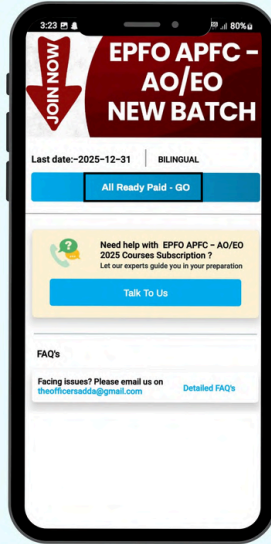 3:23 80%
JOIN NOW
EPFO APFC -
AO/EO
NEW BATCH
Last date:-2025-12-31 BILINGUAL
All Ready Paid - GO
Need help with EPFO APFC - AO/EO
2025 Courses Subscription ?
Let our experts guide you in your preparation
Talk To Us
FAQ's
Facing issues? Please email us on
theofficersadda@gmail.com Detailed FAQ's